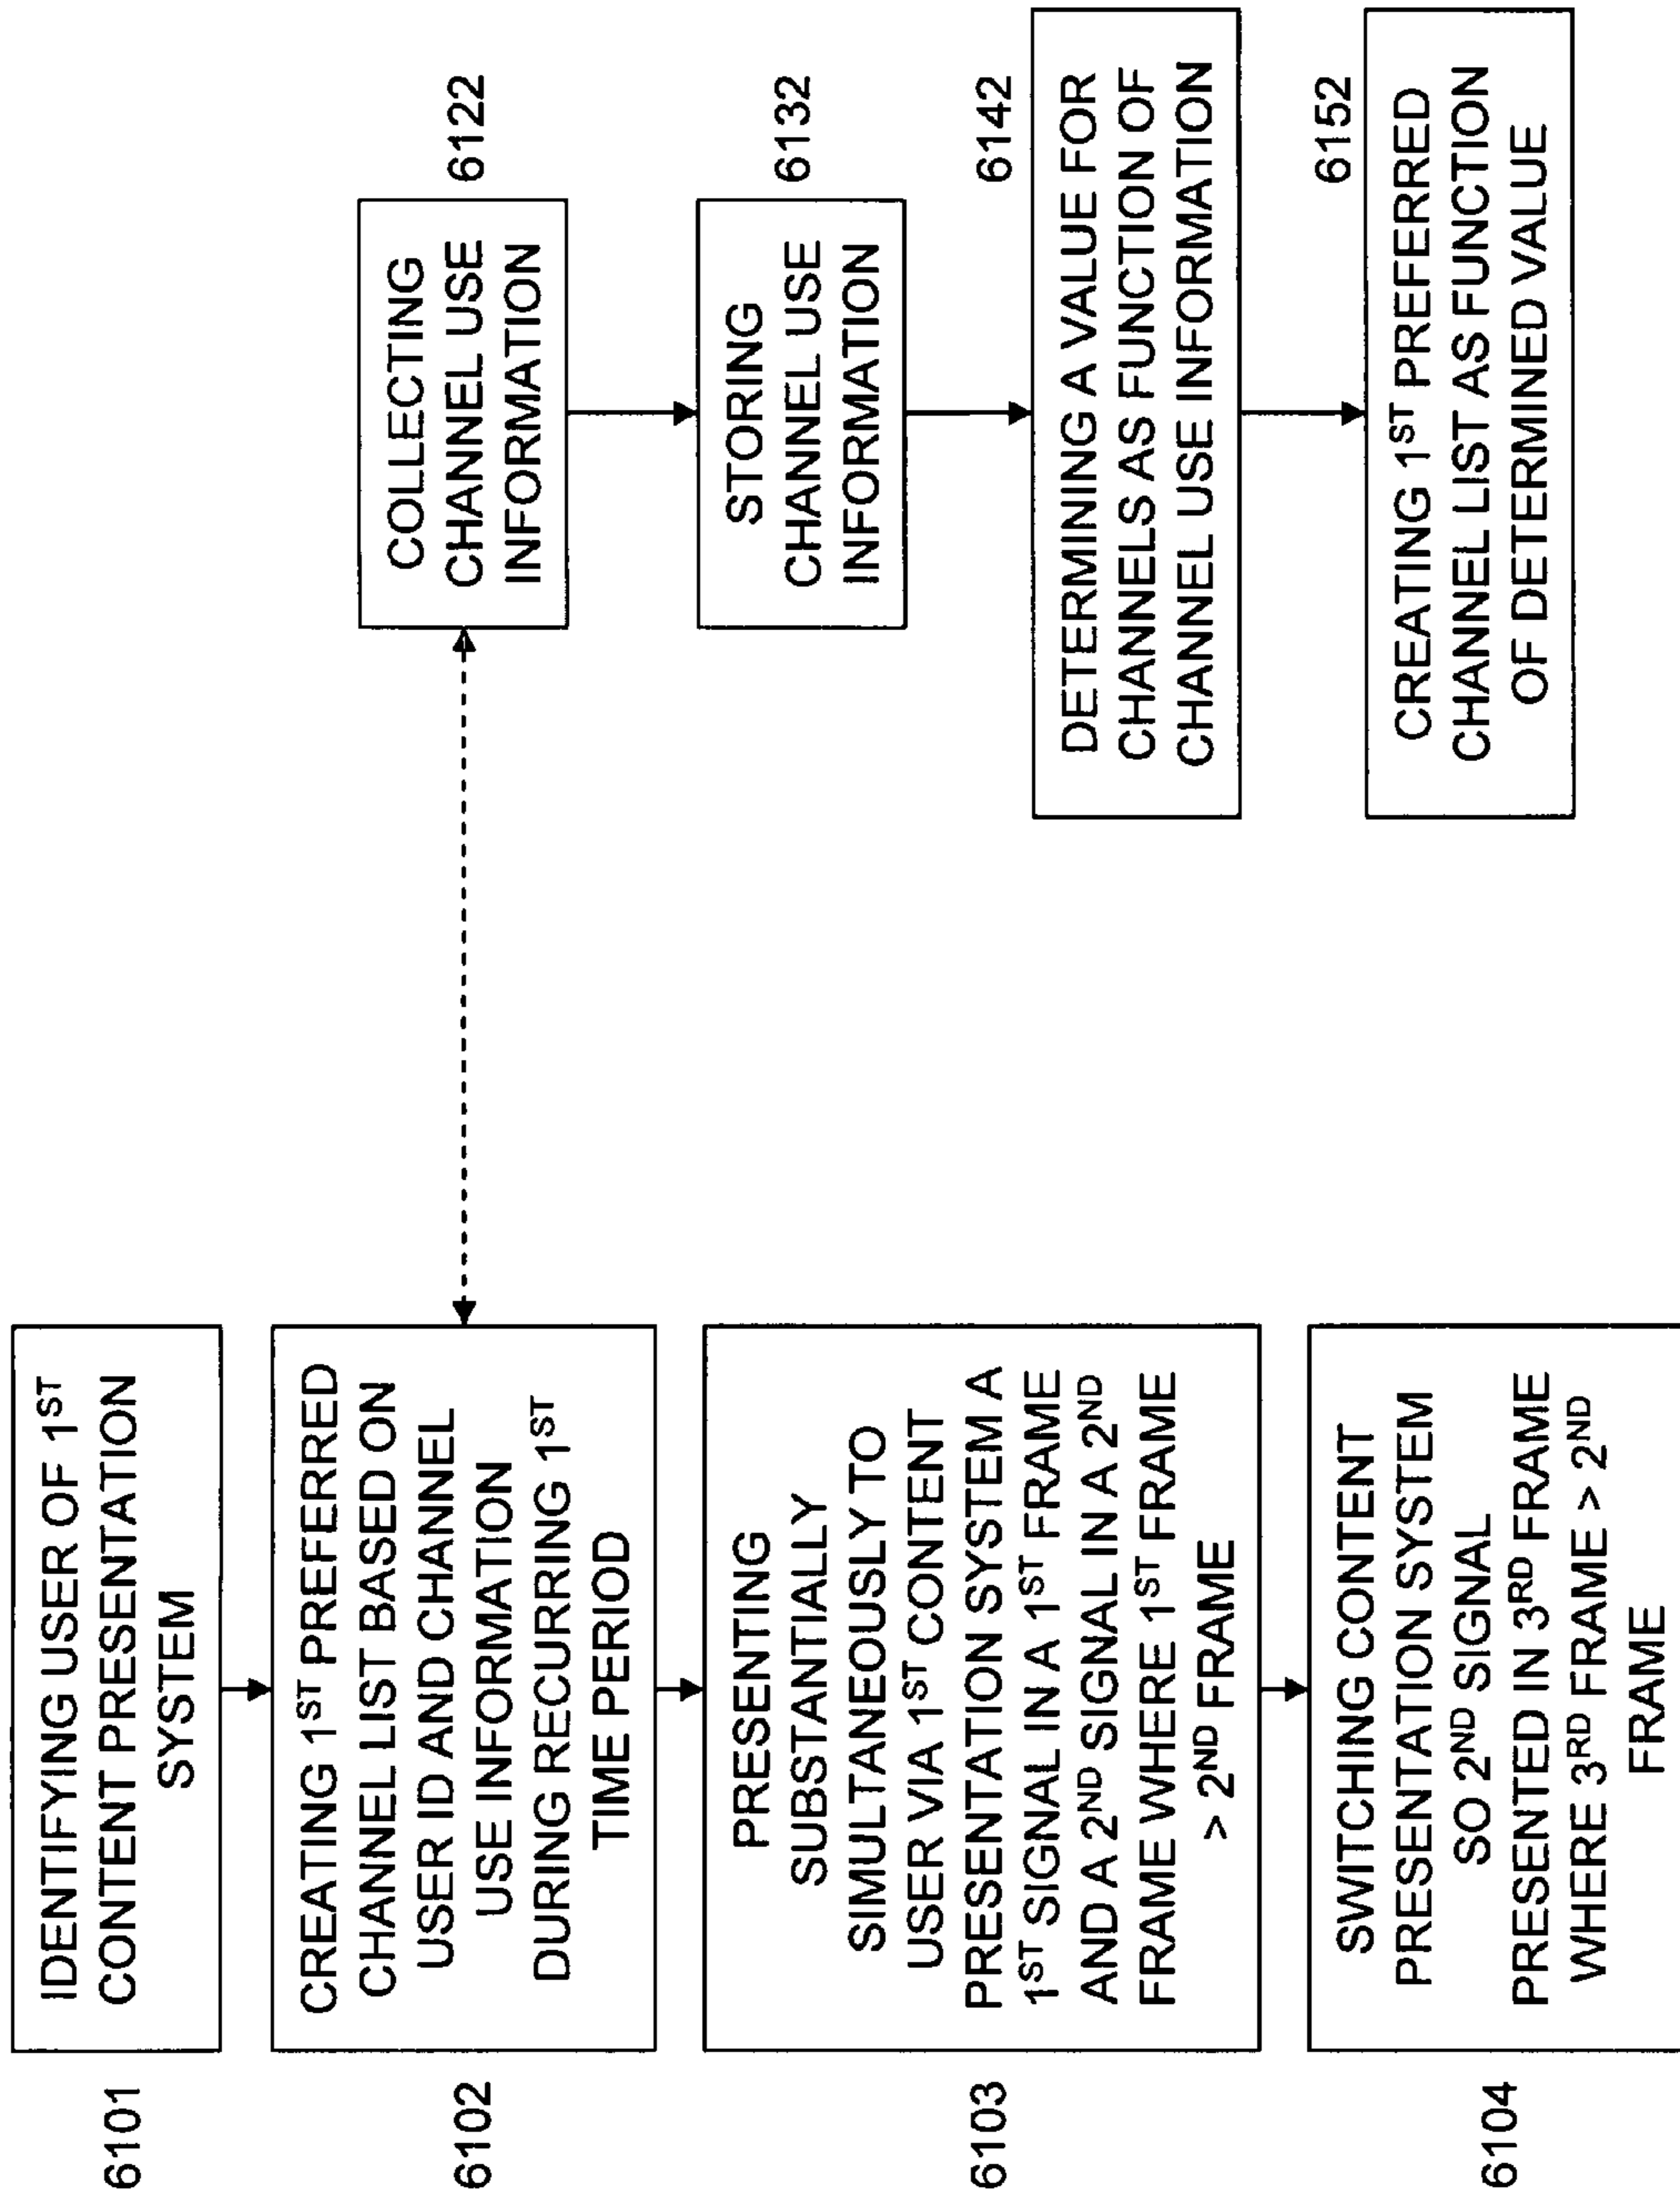 6101
IDENTIFYING USER OF 1ST
CONTENT PRESENTATION
SYSTEM
6102
CREATING 1ST PREFERRED
CHANNEL LIST BASED ON
USER ID AND CHANNEL
USE INFORMATION
DURING RECURRING 1ST
TIME PERIOD
6103
PRESENTING
SUBSTANTIALLY
SIMULTANEOUSLY TO
USER VIA 1ST CONTENT
PRESENTATION SYSTEM A
1ST SIGNAL IN A 1ST FRAME
AND A 2ND SIGNAL IN A 2ND
FRAME WHERE 1ST FRAME
> 2ND FRAME
6104
SWITCHING CONTENT
PRESENTATION SYSTEM
SO 2ND SIGNAL
PRESENTED IN 3RD FRAME
WHERE 3RD FRAME > 2ND
FRAME
COLLECTING
CHANNEL USE
INFORMATION
6122
STORING
CHANNEL USE
INFORMATION
6132
DETERMINING A VALUE FOR
CHANNELS AS FUNCTION OF
CHANNEL USE INFORMATION
6142
CREATING 1ST PREFERRED
CHANNEL LIST AS FUNCTION
OF DETERMINED VALUE
6152